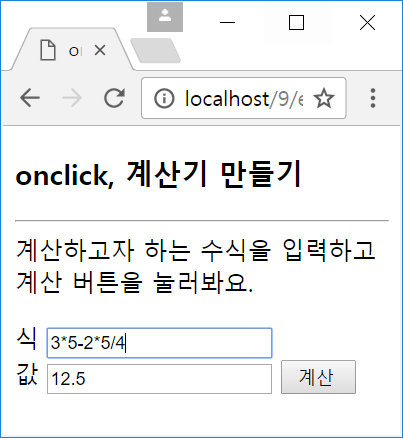 localhost/9/e
onclick, 계산기 만들기
계산하고자 하는 수식을 입력하고
계산 버튼을 눌러봐요.
식 3*5-2*5/4
값 12.5 계산